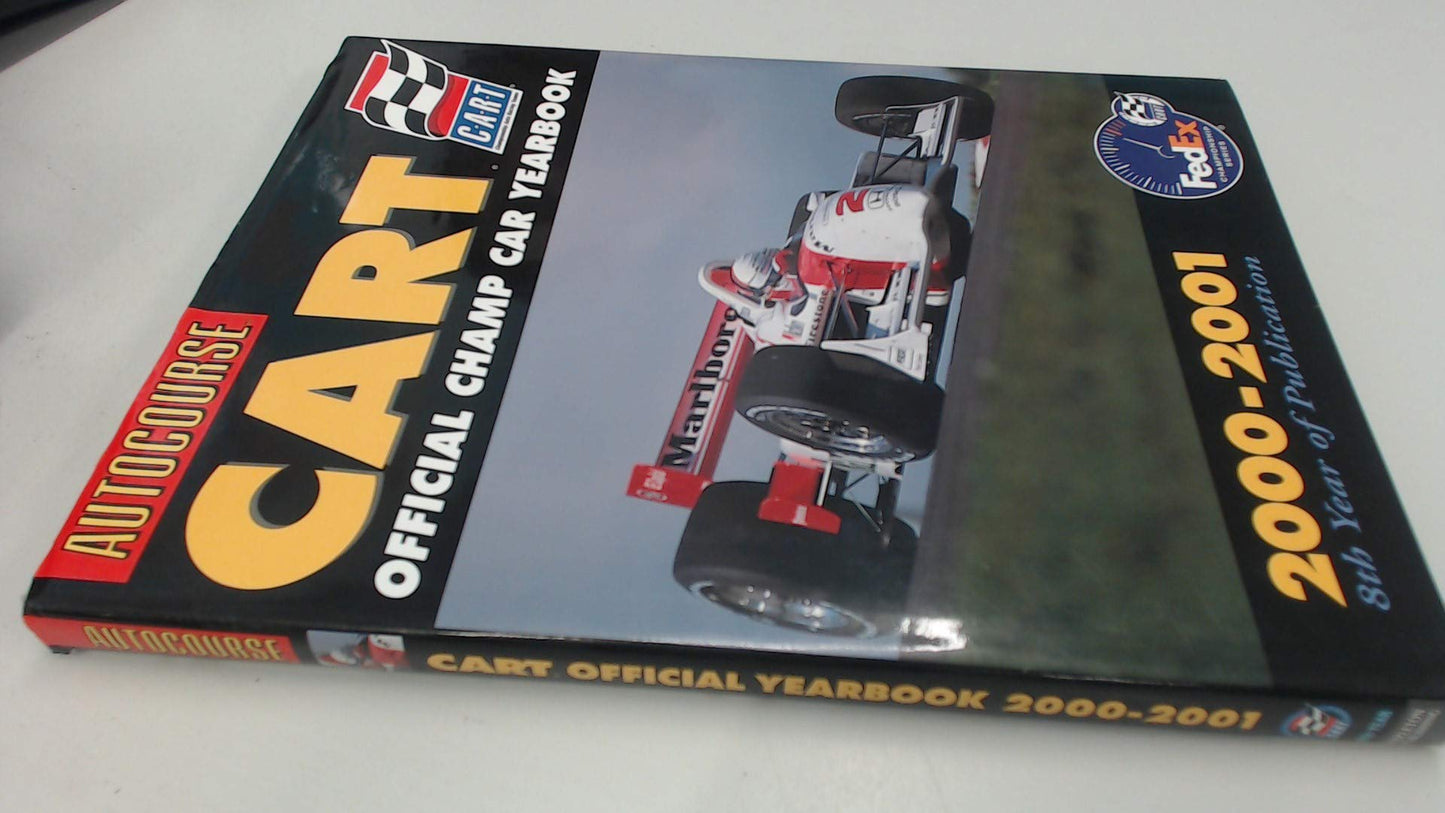 AUTOCOURSE
CART
CART
OFFICIAL CHAMP CAR YEARBOOK
2
Marlboro
Firestone
FedEx
CHAMPIONSHIP
SERIES
2000-2001
8th Year of Publication
AUTOCOURSE
CART OFFICIAL YEARBOOK 2000-2001